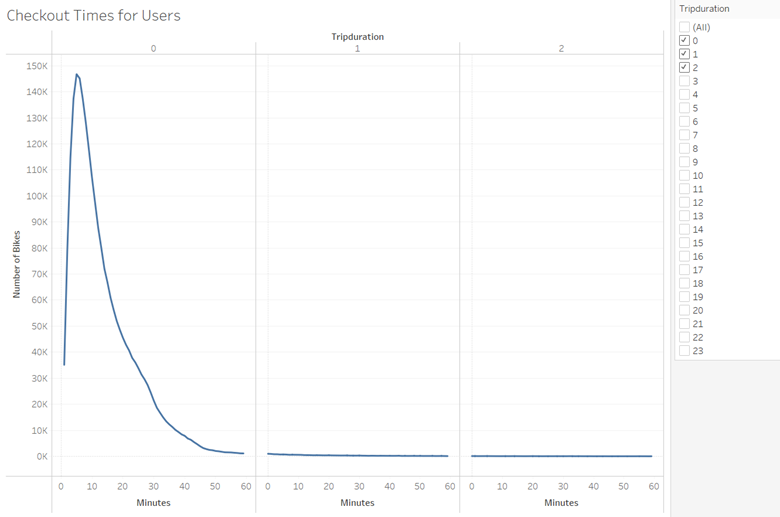 Checkout Times for Users
Tripduration
0 1 2
150K
140K
130K
120K
110K
100K
90K
80K
70K
60K
50K
40K
30K
20K
10K
0K
Number of Bikes
0 10 20 30 40 50 60 0 10 20 30 40 50 60 0 10 20 30 40 50 60
Minutes Minutes Minutes
Tripduration
(All)
0
1
2
3
4
5
6
7
8
9
10
11
12
13
14
15
16
17
18
19
20
21
22
23